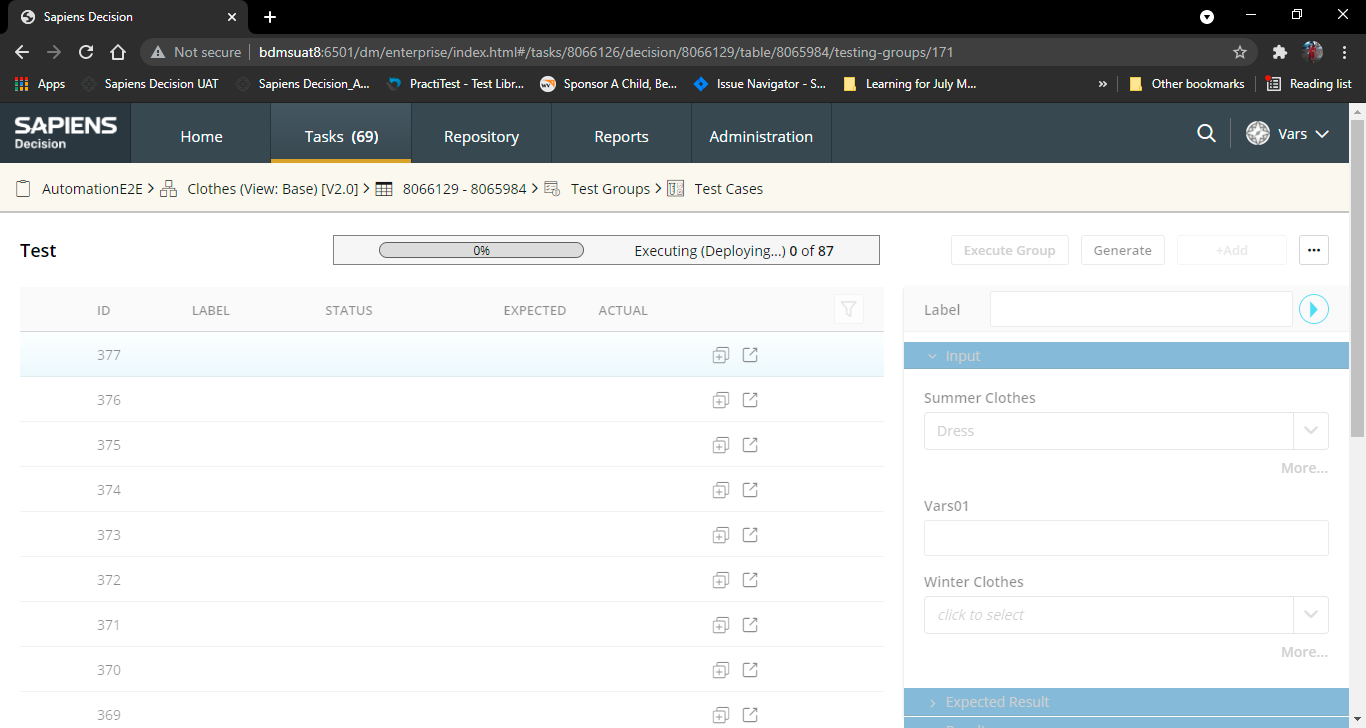 Sapiens Decision
Not secure bdmsuat8:6501/dm/enterprise/index.html#/tasks/8066126/decision/8066129/table/8065984/testing-groups/171
Apps Sapiens Decision UAT Sapiens Decision_A... PractiTest - Test Libr... Sponsor A Child, Be... Issue Navigator - S... Learning for July M... » Other bookmarks Reading list
SAPIENS
Decision
Home Tasks (69) Repository Reports Administration Vars
AutomationE2E > Clothes (View: Base) [V2.0] > 8066129 - 8065984 > Test Groups > Test Cases
Test 0% Executing (Deploying...) 0 of 87 Execute Group Generate +Add ...
ID LABEL STATUS EXPECTED ACTUAL
377
376
375
374
373
372
371
370
369
Label
Input
Summer Clothes
Dress
More...
Vars01
Winter Clothes
click to select
More...
Expected Result